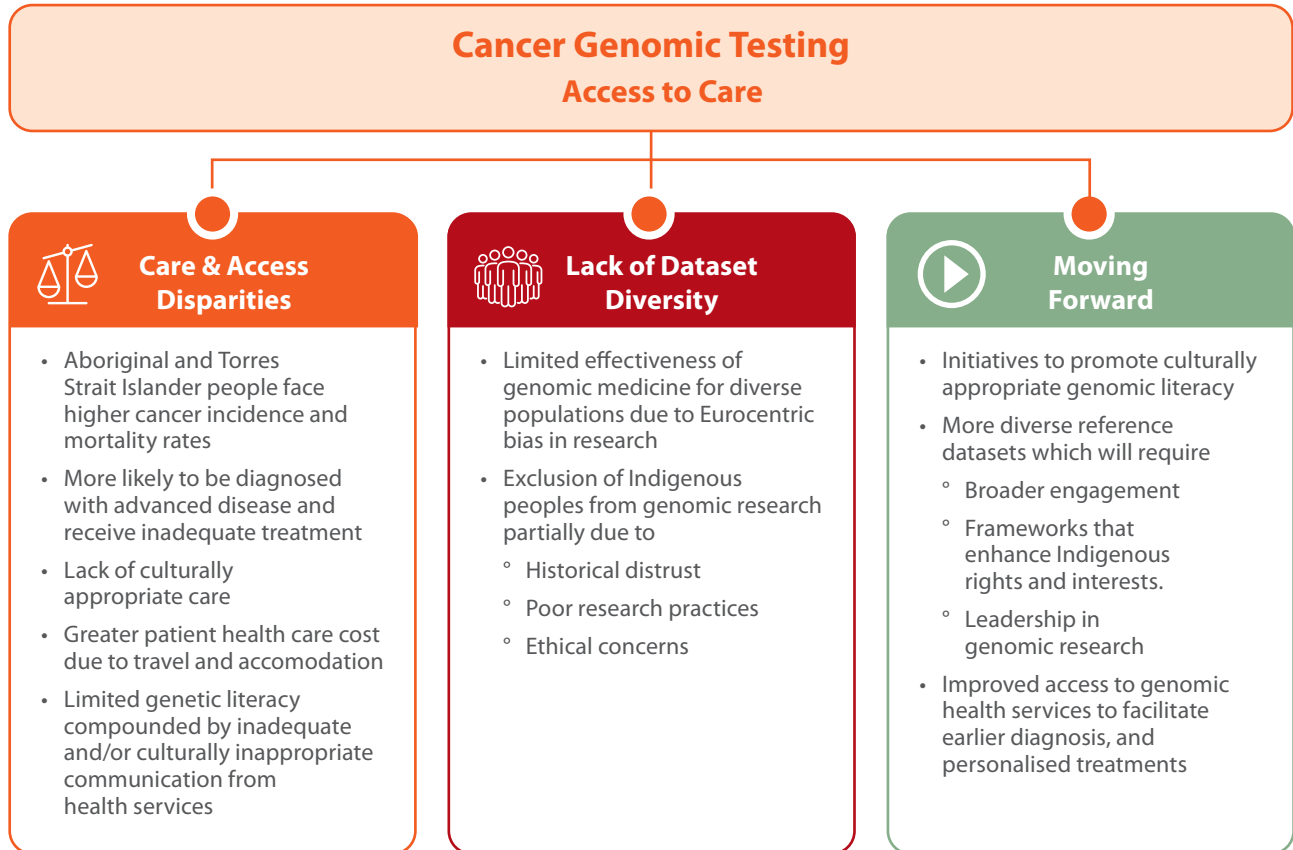 Cancer Genomic Testing
Access to Care
Care & Access
Disparities
• Aboriginal and Torres
Strait Islander people face
higher cancer incidence and
mortality rates
• More likely to be diagnosed
with advanced disease and
receive inadequate treatment
• Lack of culturally
appropriate care
• Greater patient health care cost
due to travel and accomodation
• Limited genetic literacy
compounded by inadequate
and/or culturally inappropriate
communication from
health services
Lack of Dataset
Diversity
• Limited effectiveness of
genomic medicine for diverse
populations due to Eurocentric
bias in research
• Exclusion of Indigenous
peoples from genomic research
partially due to
° Historical distrust
° Poor research practices
° Ethical concerns
Moving
Forward
• Initiatives to promote culturally
appropriate genomic literacy
• More diverse reference
datasets which will require
° Broader engagement
° Frameworks that
enhance Indigenous
rights and interests.
° Leadership in
genomic research
• Improved access to genomic
health services to facilitate
earlier diagnosis, and
personalised treatments